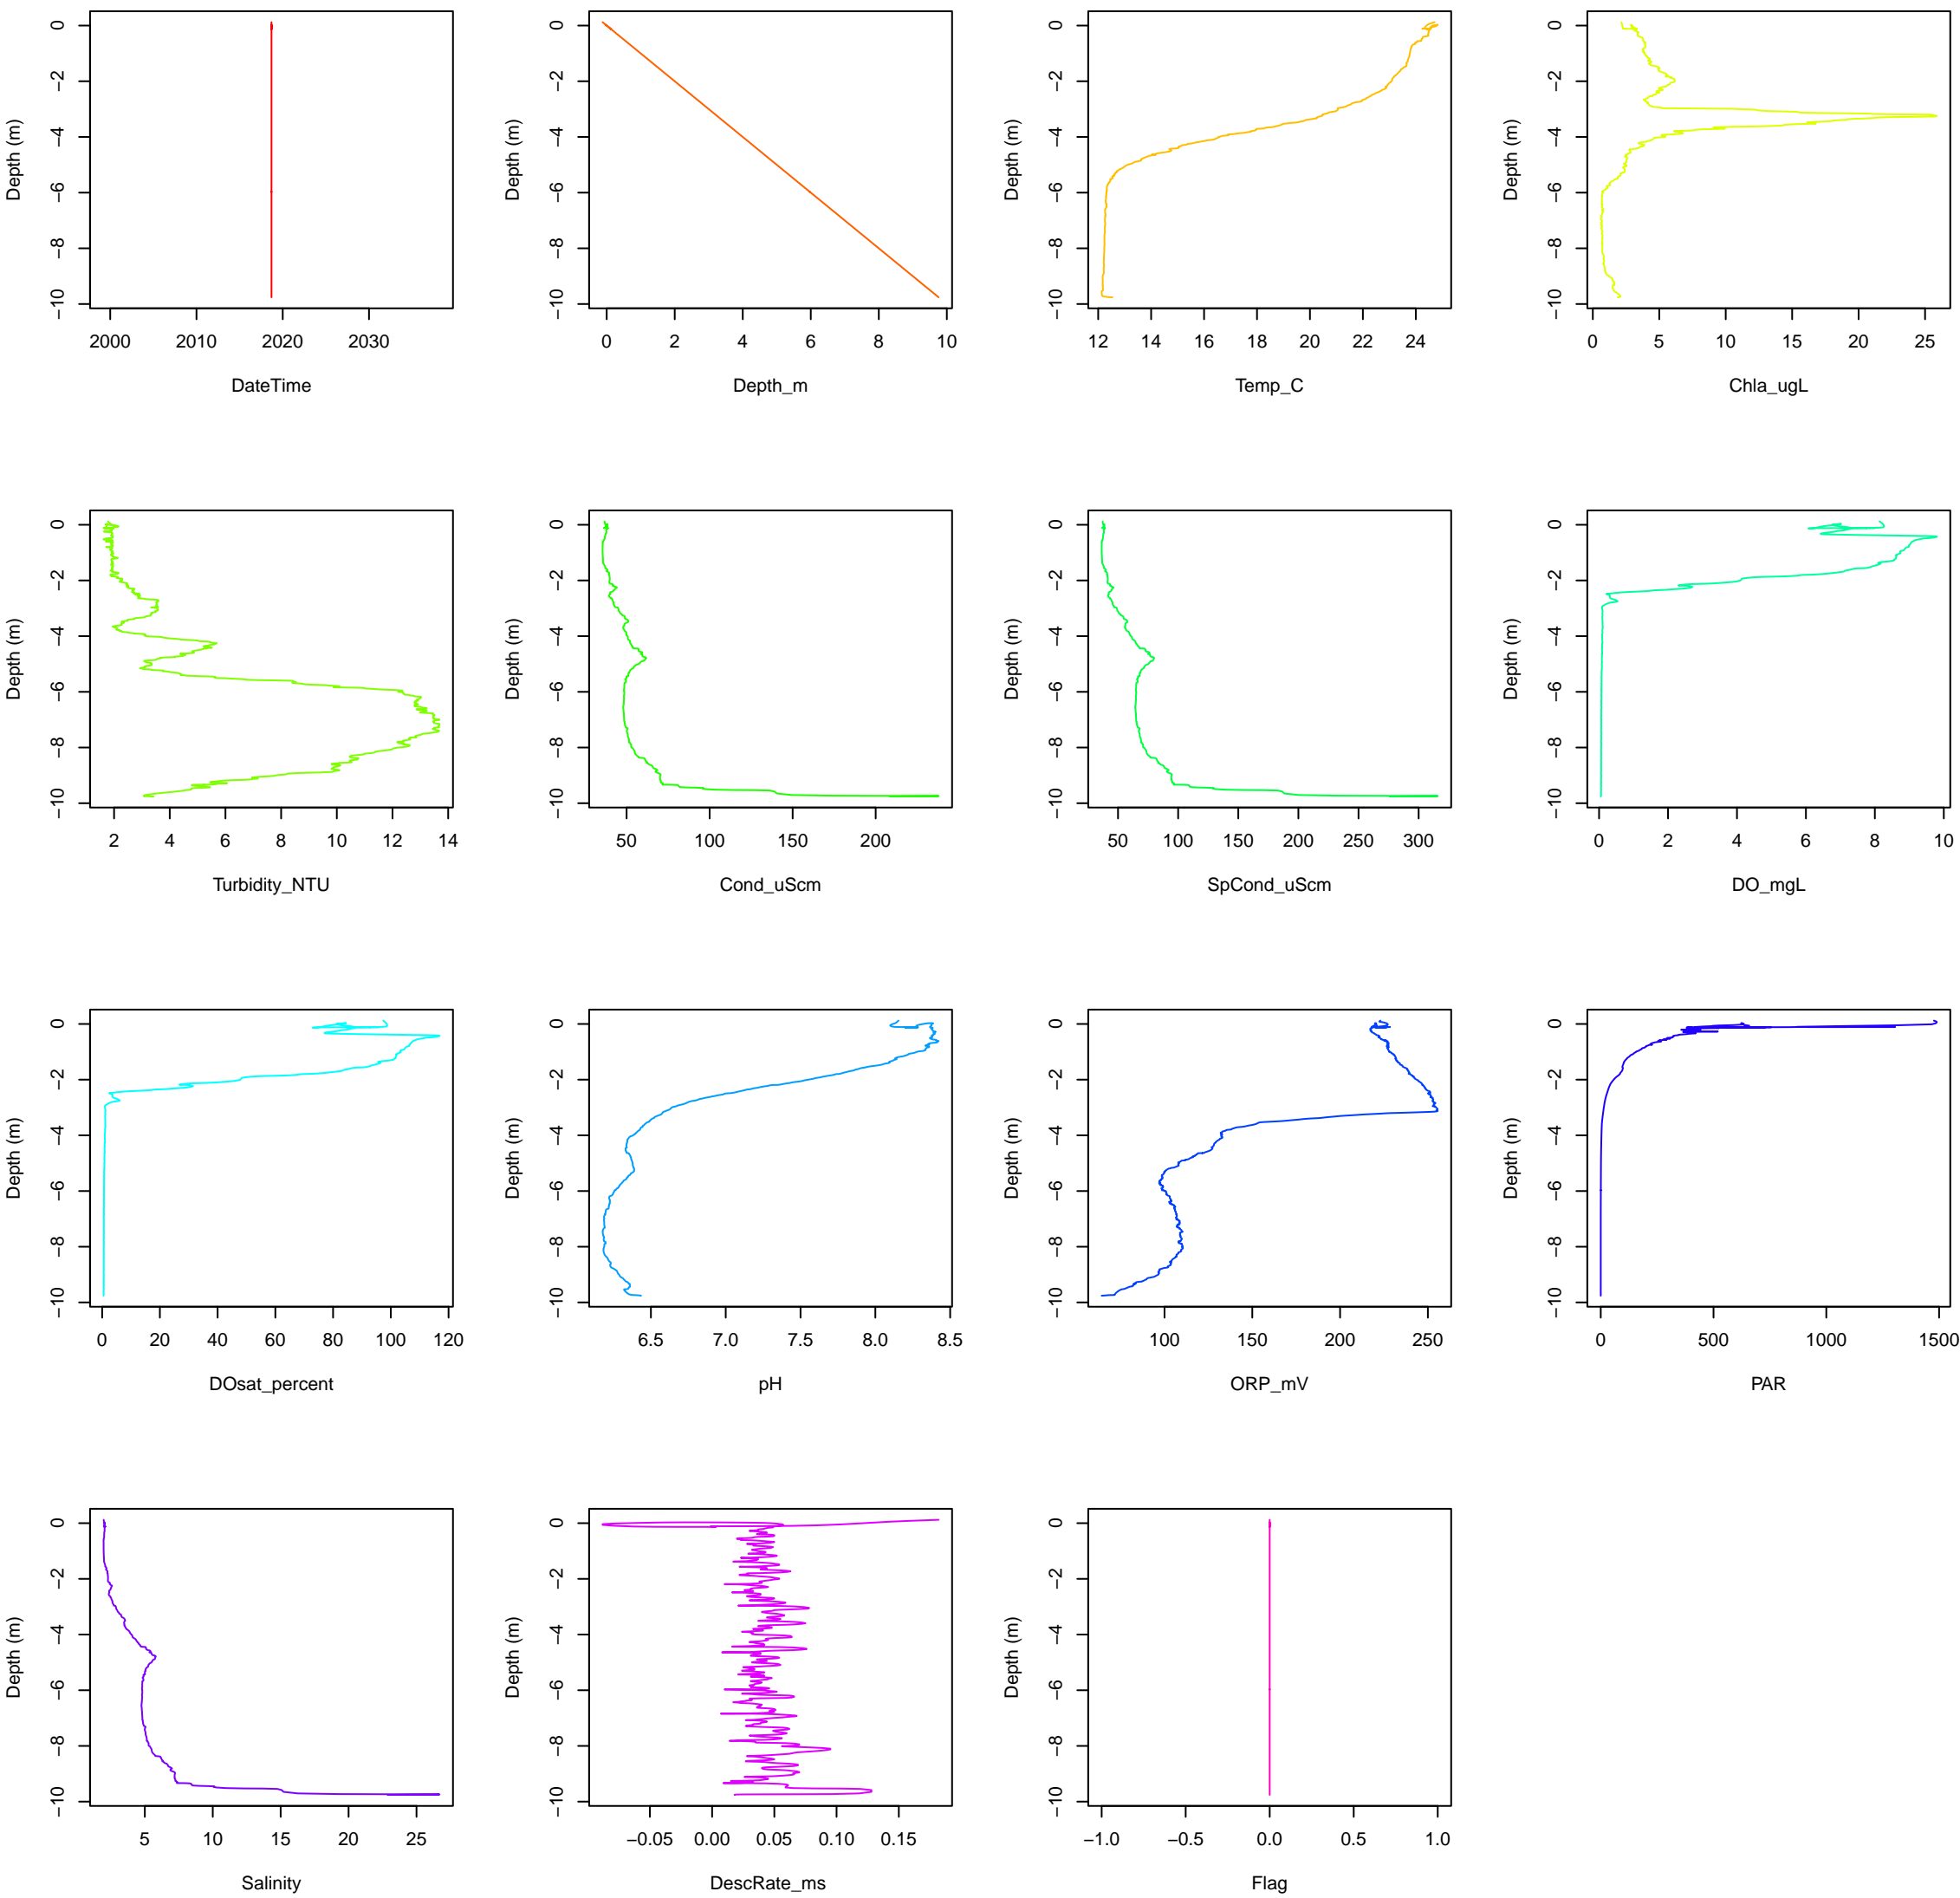 0 −2 −4 −6 −8 −10
Depth (m)
2000 2010 2020 2030
DateTime
0 −2 −4 −6 −8 −10
Depth (m)
0 2 4 6 8 10
Depth_m
0 −2 −4 −6 −8 −10
Depth (m)
12 14 16 18 20 22 24
Temp_C
0 −2 −4 −6 −8 −10
Depth (m)
0 5 10 15 20 25
Chla_ugL
0 −2 −4 −6 −8 −10
Depth (m)
2 4 6 8 10 12 14
Turbidity_NTU
0 −2 −4 −6 −8 −10
Depth (m)
50 100 150 200
Cond_uScm
0 −2 −4 −6 −8 −10
Depth (m)
50 100 150 200 250 300
SpCond_uScm
0 −2 −4 −6 −8 −10
Depth (m)
0 2 4 6 8 10
DO_mgL
0 −2 −4 −6 −8 −10
Depth (m)
0 20 40 60 80 100 120
DOsat_percent
0 −2 −4 −6 −8 −10
Depth (m)
6.5 7.0 7.5 8.0 8.5
pH
0 −2 −4 −6 −8 −10
Depth (m)
100 150 200 250
ORP_mV
0 −2 −4 −6 −8 −10
Depth (m)
0 500 1000 1500
PAR
0 −2 −4 −6 −8 −10
Depth (m)
5 10 15 20 25
Salinity
0 −2 −4 −6 −8 −10
Depth (m)
−0.05 0.00 0.05 0.10 0.15
DescRate_ms
0 −2 −4 −6 −8 −10
Depth (m)
−1.0 −0.5 0.0 0.5 1.0
Flag